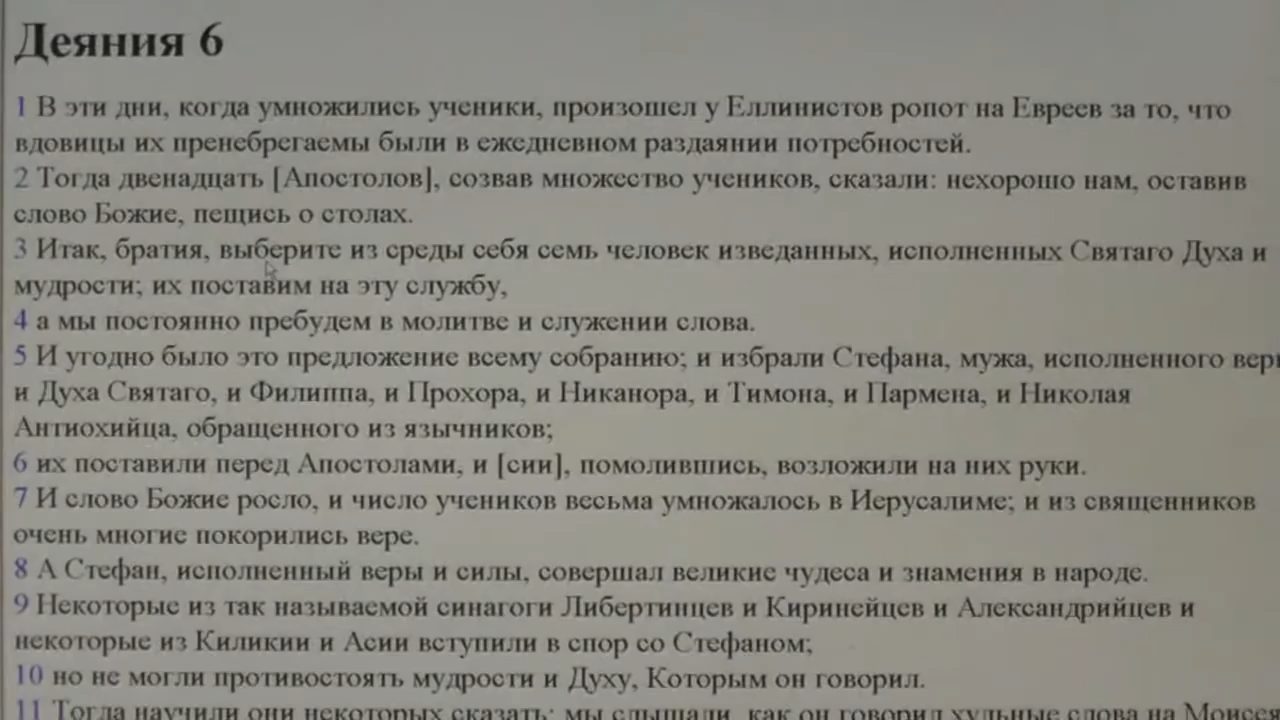 Деяния 6
1 В эти дни, когда умножились ученики, произошел у Еллинистов ропот на Евреев за то, что
вдовицы их пренебрегаемы были в ежедневном раздаянии потребностей.
2 Тогда двенадцать [Апостолов], созвав множество учеников, сказали: нехорошо нам, оставив
слово Божие, пещись о столах.
3 Итак, братия, выберите из среды себя семь человек изведанных, исполненных Святаго Духа и
мудрости; их поставим на эту службу,
4 а мы постоянно пребудем в молитве и служении слова.
5 И угодно было это предложение всему собранию; и избрали Стефана, мужа, исполненного веры
и Духа Святаго, и Филиппа, и Прохора, и Никанора, и Тимона, и Пармена, и Николая
Антиохийца, обращенного из язычников;
6 их поставили перед Апостолами, и [сии], помолившись, возложили на них руки.
7 И слово Божие росло, и число учеников весьма умножалось в Иерусалиме; и из священников
очень многие покорились вере.
8 А Стефан, исполненный веры и силы, совершал великие чудеса и знамения в народе.
9 Некоторые из так называемой синагоги Либертинцев и Киринейцев и Александрийцев и
некоторые из Киликии и Асии вступили в спор со Стефаном;
10 но не могли противостоять мудрости и Духу, Которым он говорил.
11 Тогда научили они некоторых сказать: мы слышали, как он говорил хульные слова на Моисея